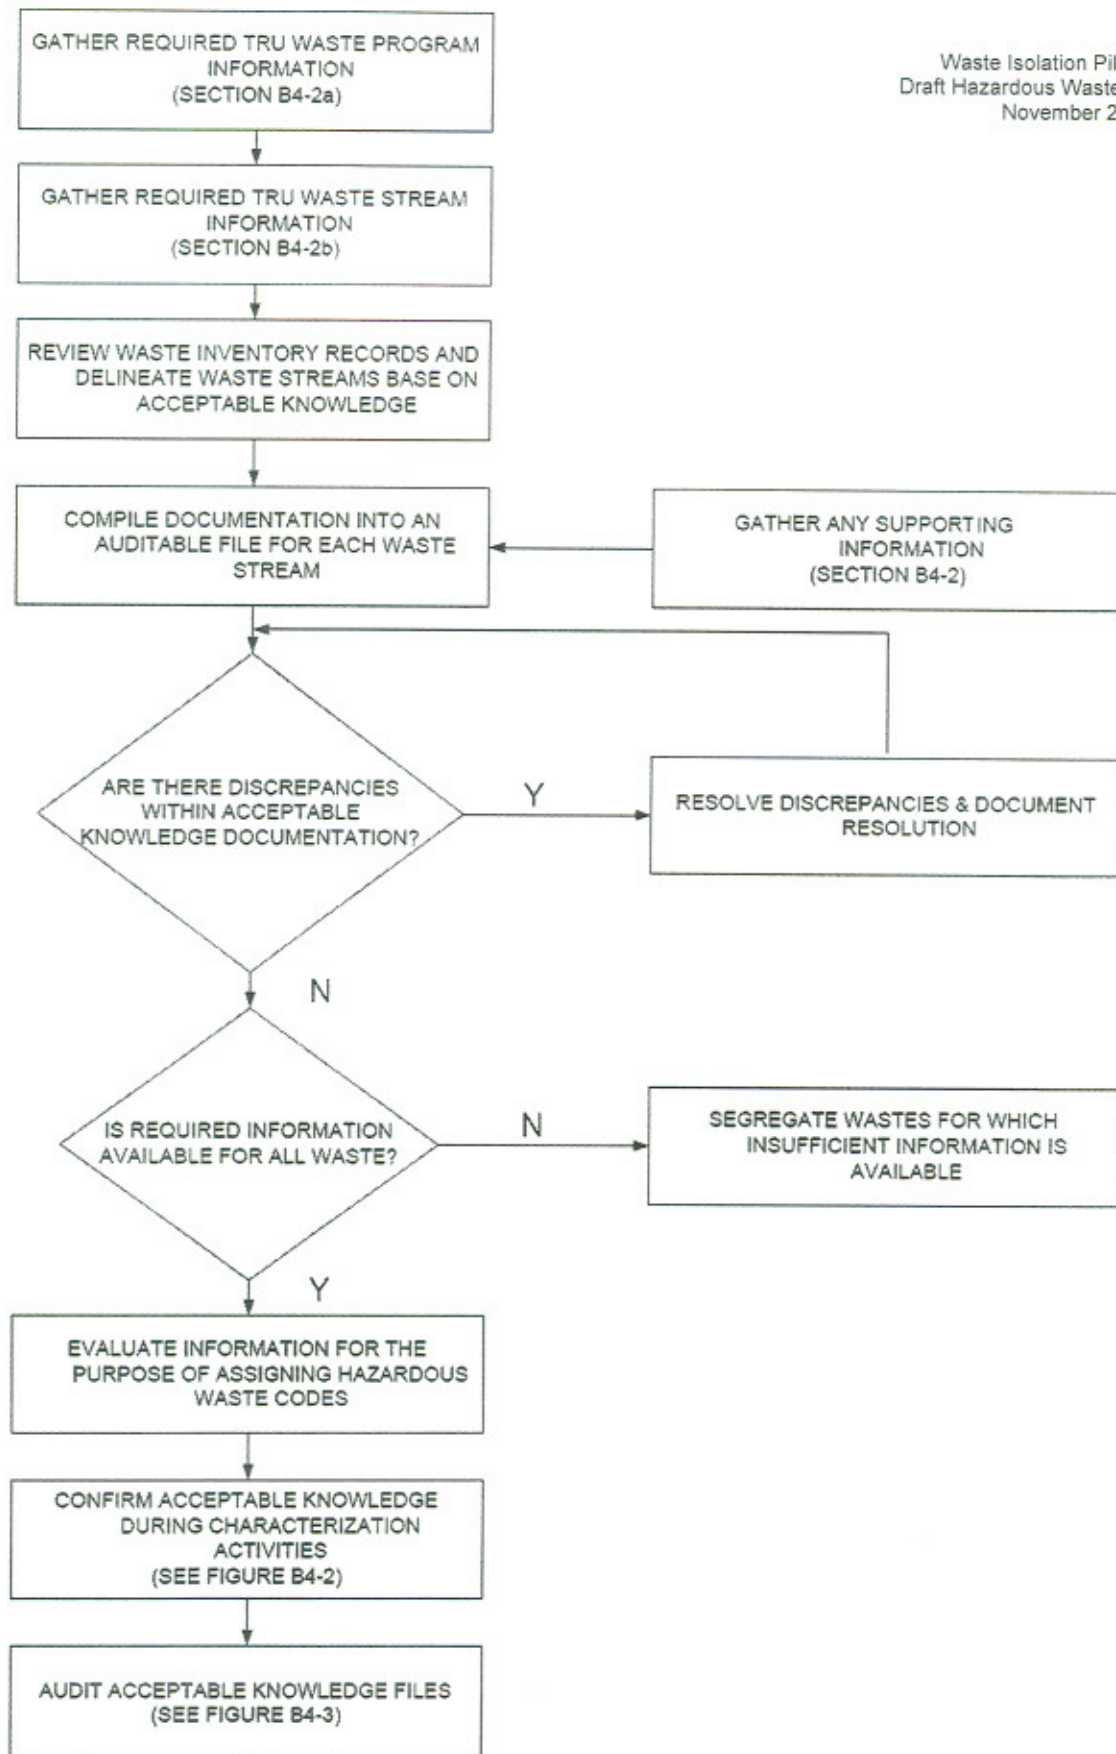 GATHER REQUIRED TRU WASTE PROGRAM
INFORMATION
(SECTION B4-2a)
Waste Isolation
Draft Hazardous Waste
November
GATHER REQUIRED TRU WASTE STREAM
INFORMATION
(SECTION B4-2b)
REVIEW WASTE INVENTORY RECORDS AND
DELINEATE WASTE STREAMS BASE ON
ACCEPTABLE KNOWLEDGE
COMPILE DOCUMENTATION INTO AN
AUDITABLE FILE FOR EACH WASTE
STREAM
GATHER ANY SUPPORTING
INFORMATION
(SECTION B4-2)
ARE THERE DISCREPANCIES
WITHIN ACCEPTABLE
KNOWLEDGE DOCUMENTATION?
Y
RESOLVE DISCREPANCIES & DOCUMENT
RESOLUTION
N
IS REQUIRED INFORMATION
AVAILABLE FOR ALL WASTE?
N
SEGREGATE WASTES FOR WHICH
INSUFFICIENT INFORMATION IS
AVAILABLE
Y
EVALUATE INFORMATION FOR THE
PURPOSE OF ASSIGNING HAZARDOUS
WASTE CODES
CONFIRM ACCEPTABLE KNOWLEDGE
DURING CHARACTERIZATION
ACTIVITIES
(SEE FIGURE B4-2)
AUDIT ACCEPTABLE KNOWLEDGE FILES
(SEE FIGURE B4-3)